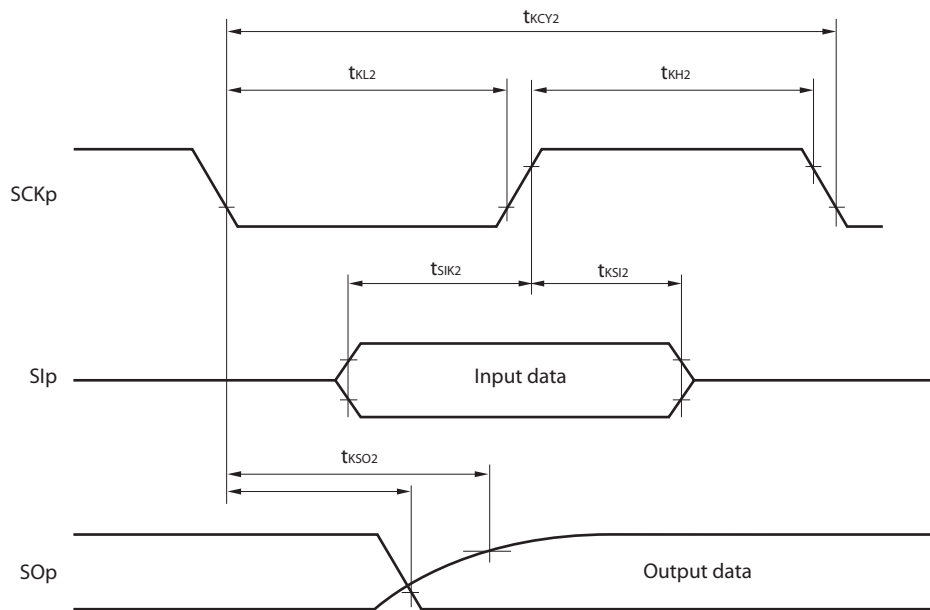 tKCY2
tKL2
tKH2
SCKp
tSIK2
tKSI2
SIp
Input data
tKSO2
SOp
Output data